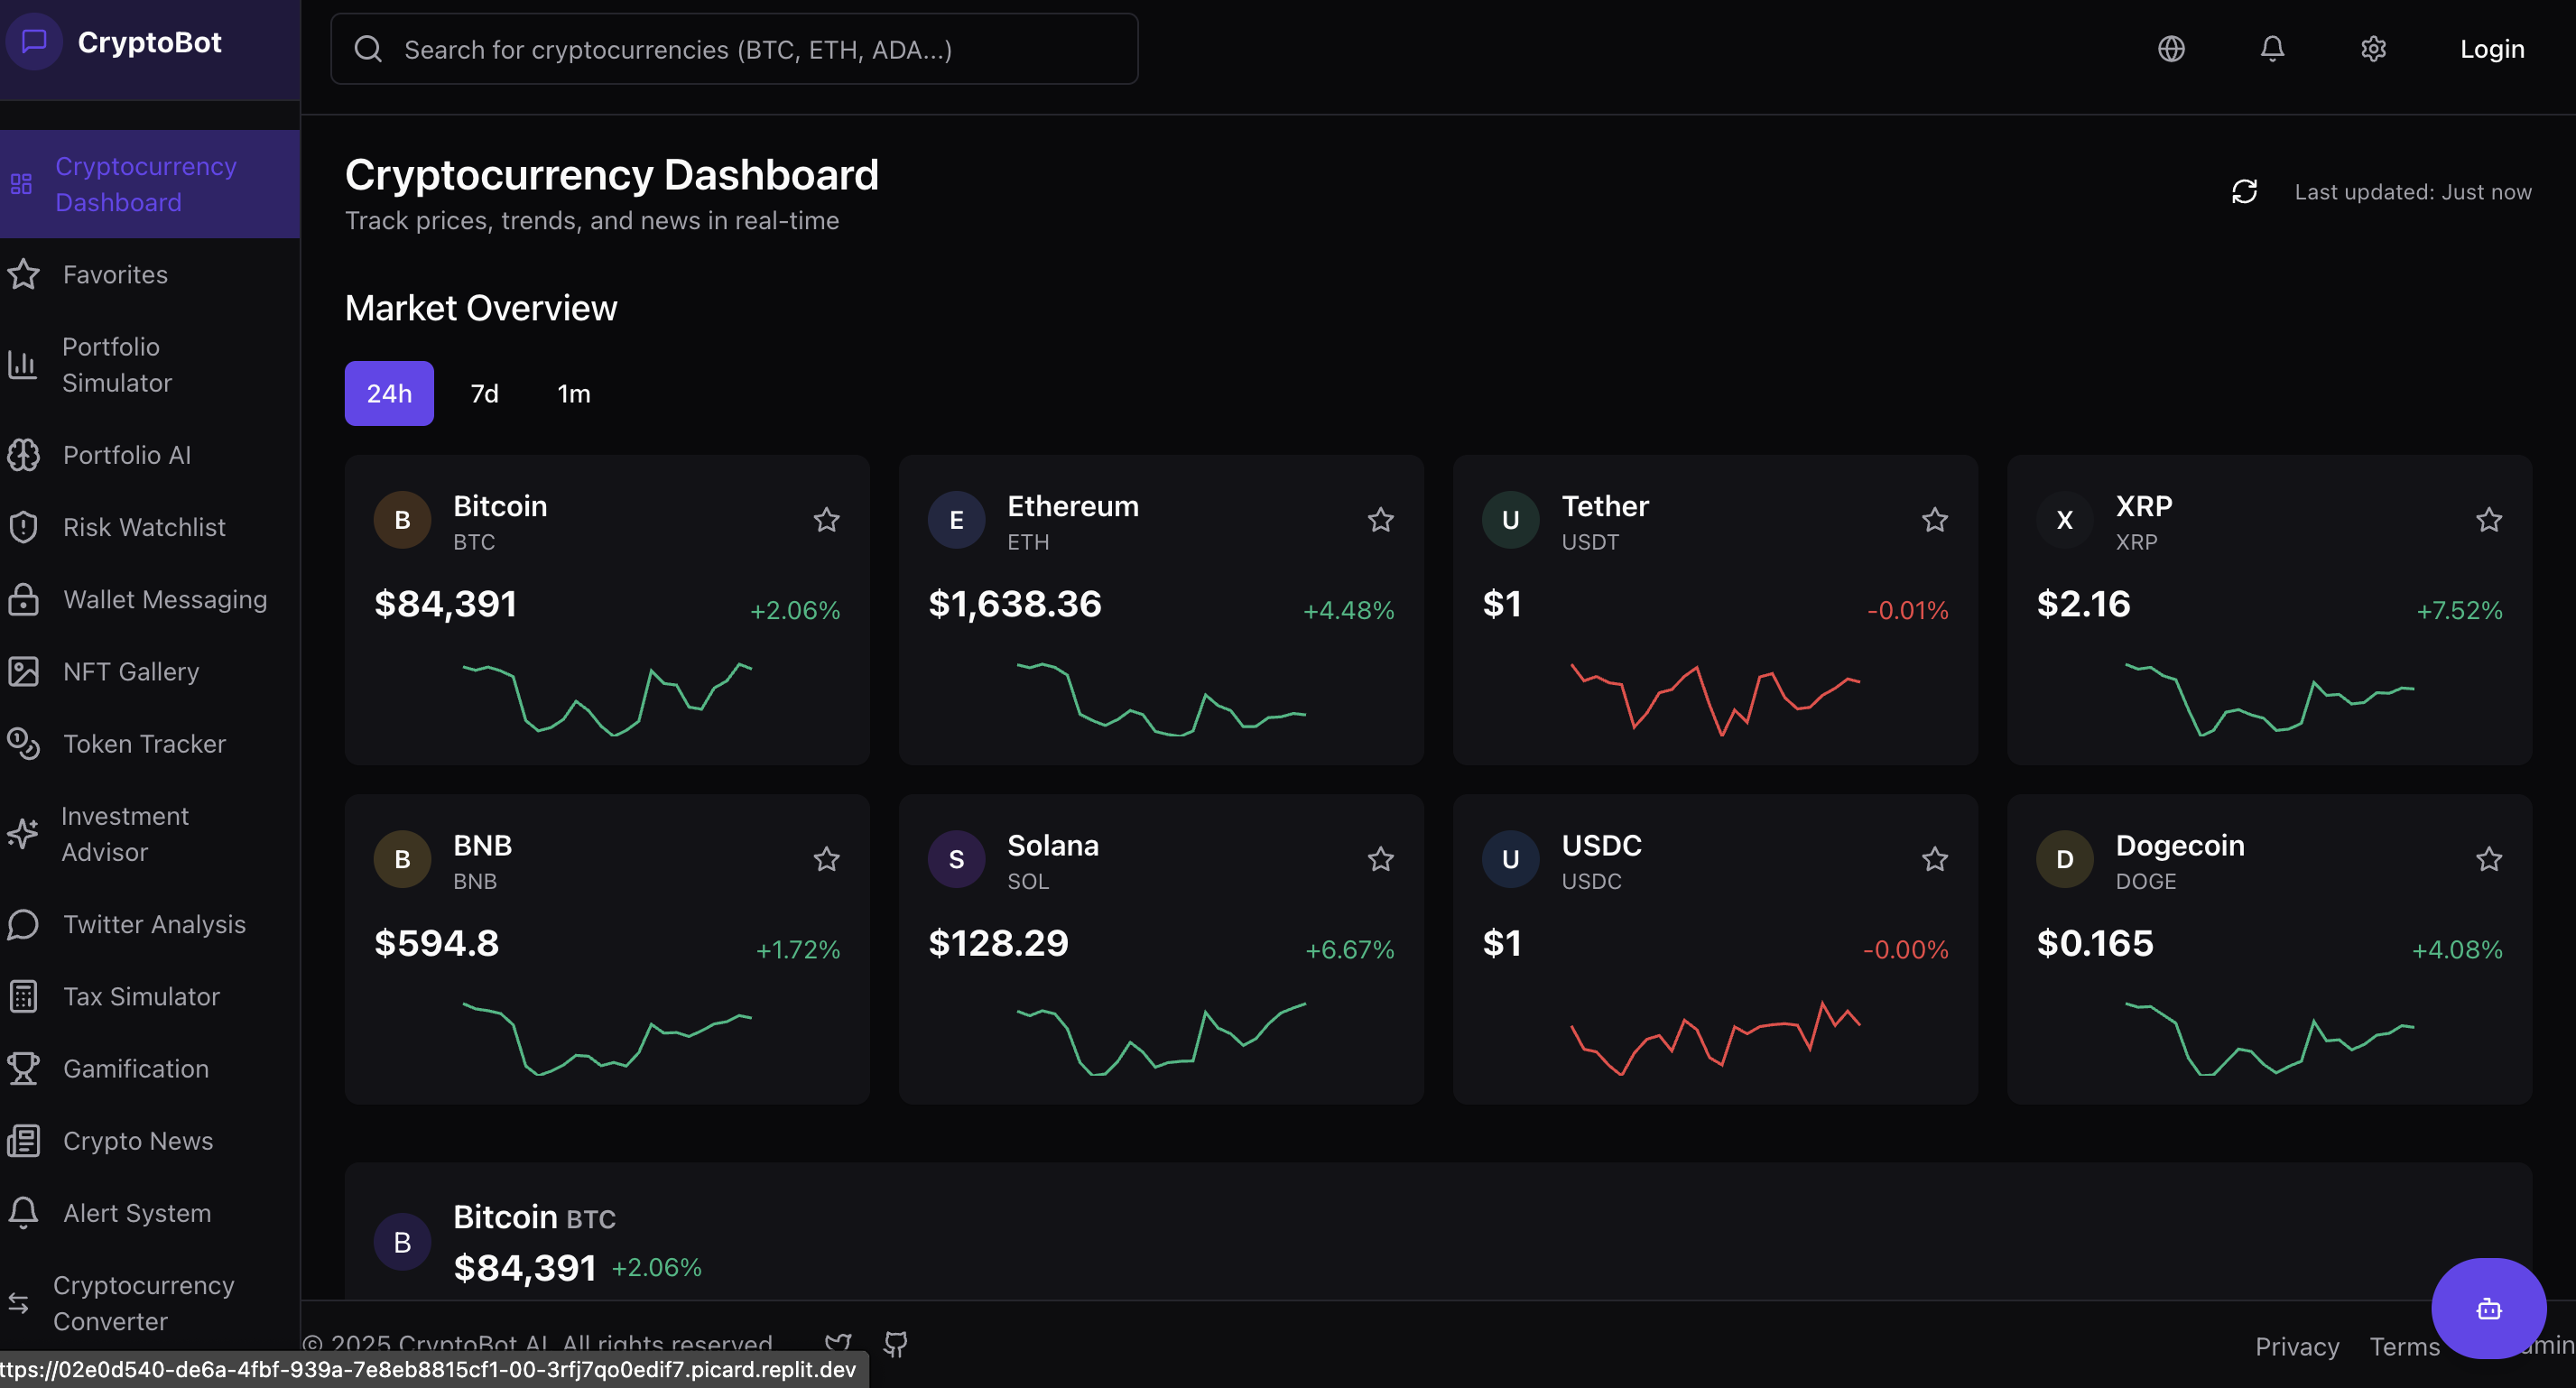 CryptoBot
Search for cryptocurrencies (BTC, ETH, ADA...)
Login
Cryptocurrency
Dashboard
Favorites
Portfolio
Simulator
Portfolio AI
Risk Watchlist
Wallet Messaging
NFT Gallery
Token Tracker
Investment
Advisor
Twitter Analysis
Tax Simulator
Gamification
Crypto News
Alert System
Cryptocurrency
Converter
Cryptocurrency Dashboard
Track prices, trends, and news in real-time
Last updated: Just now
Market Overview
24h 7d 1m
B Bitcoin
BTC
$84,391 +2.06%
E Ethereum
ETH
$1,638.36 +4.48%
U Tether
USDT
$1 -0.01%
X XRP
XRP
$2.16 +7.52%
B BNB
BNB
$594.8 +1.72%
S Solana
SOL
$128.29 +6.67%
U USDC
USDC
$1 -0.00%
D Dogecoin
DOGE
$0.165 +4.08%
B Bitcoin BTC
$84,391 +2.06%
© 2025 CryptoBot AI. All rights reserved.
Privacy Terms
ttps://02e0d540-de6a-4fbf-939a-7e8eb8815cf1-00-3rfj7qo0edif7.picard.replit.dev